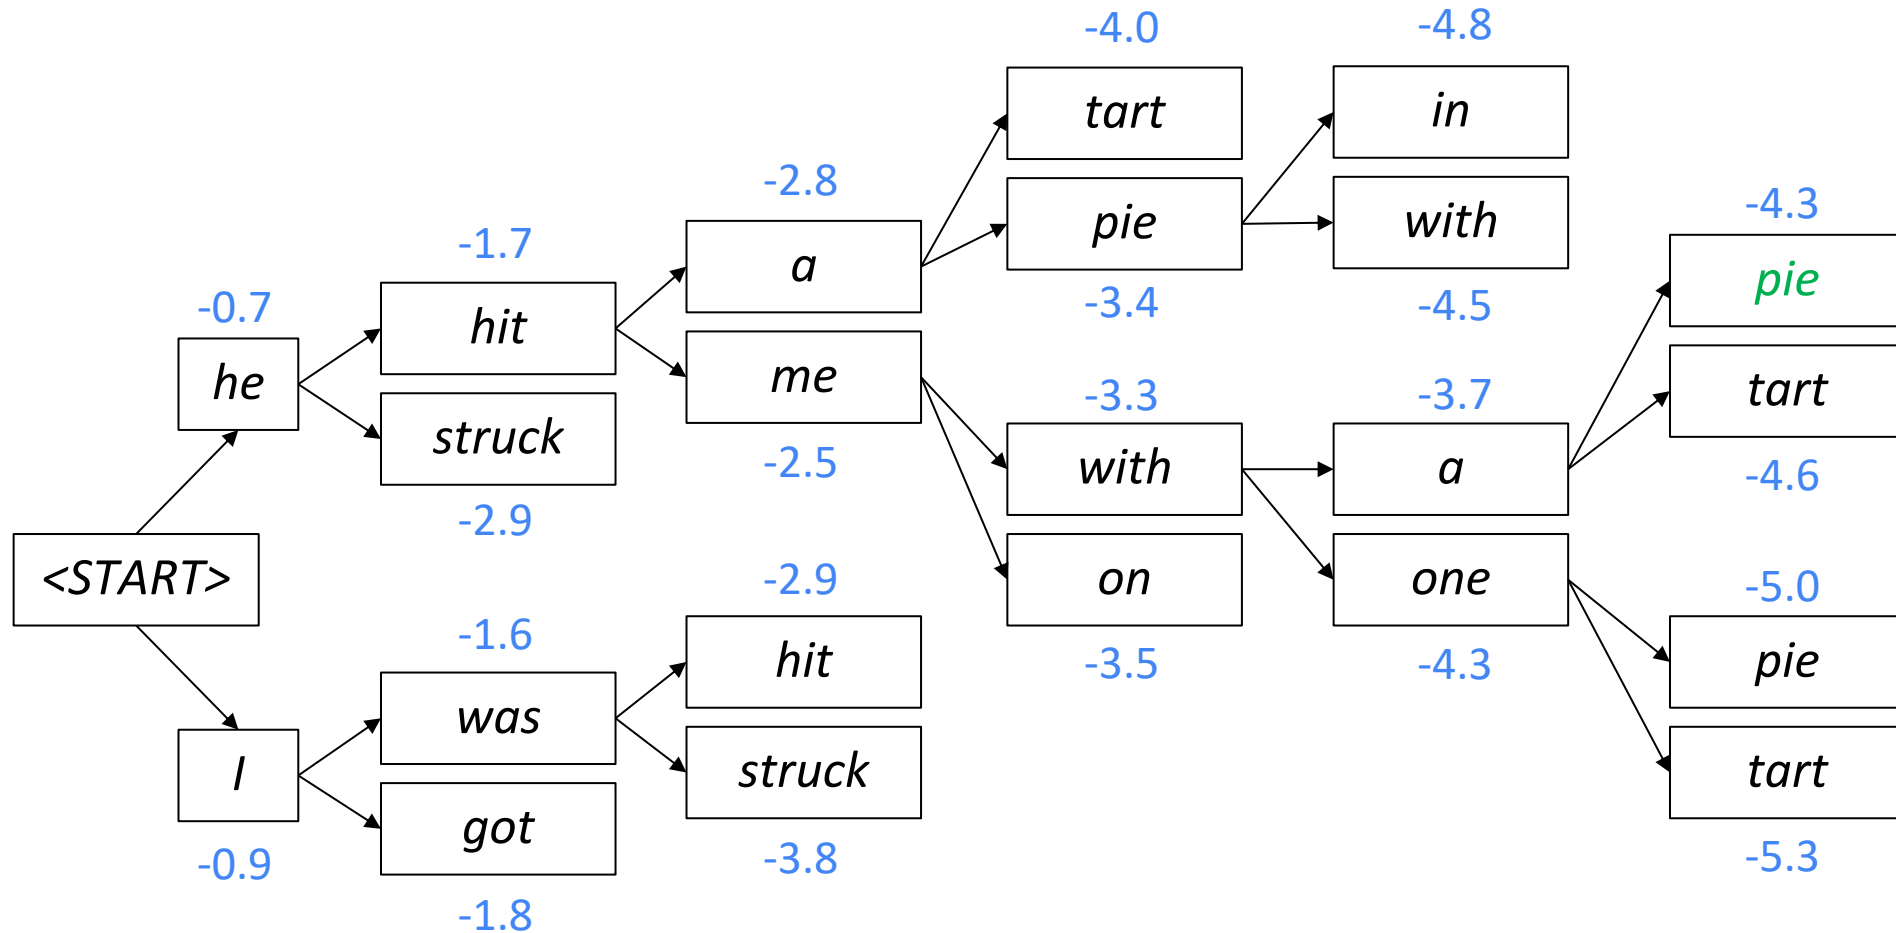 -4.0
-4.8
tart
in
-2.8
pie
with
-4.3
-1.7
a
pie
-0.7
hit
-3.4
-4.5
he
me
-3.3
-3.7
tart
struck
-2.5
with
a
-4.6
-2.9
<START>
-2.9
on
one
-5.0
-1.6
hit
-3.5
-4.3
pie
was
I
struck
tart
got
-0.9
-3.8
-5.3
-1.8